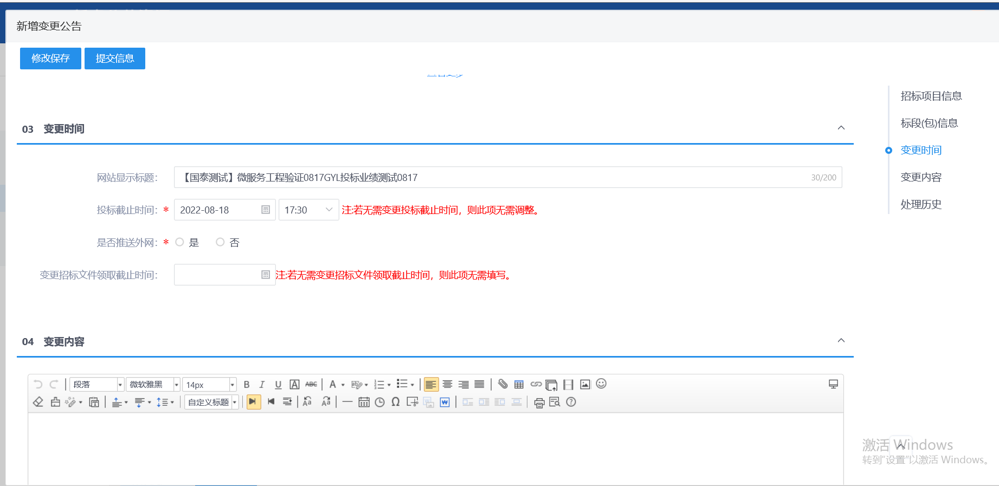 新增变更公告
修改保存 提交信息
招标项目信息
标段(包)信息
变更时间
变更内容
处理历史
03 变更时间
网站显示标题： 【国泰测试】微服务工程验证0817GYL投标业绩测试0817 30/200
投标截止时间： * 2022-08-18 17:30 注:若无需变更投标截止时间，则此项无需调整。
是否推送外网： * 是 否
变更招标文件领取截止时间： 注:若无需变更招标文件领取截止时间，则此项无需填写。
04 变更内容
段落 微软雅黑 14px B I U A ABC A
自定义标题
激活 Windows
转到"设置"以激活 Windows。